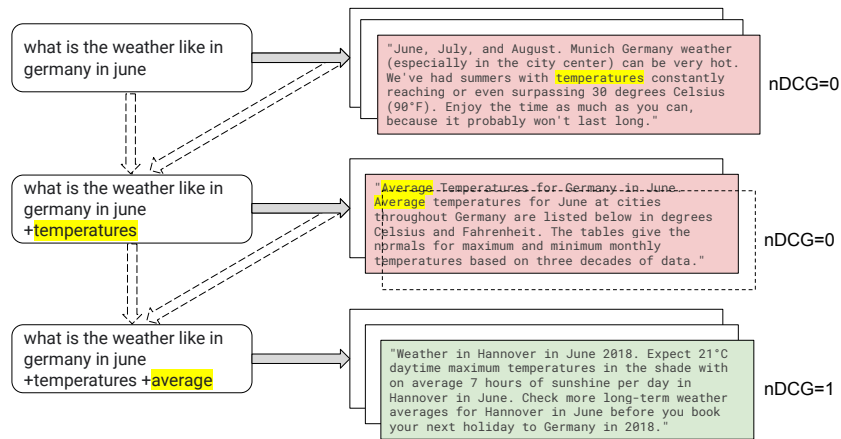 what is the weather like in
germany in june
"June, July, and August. Munich Germany weather
(especially in the city center) can be very hot.
We've had summers with temperatures constantly
reaching or even surpassing 30 degrees Celsius
(90°F). Enjoy the time as much as you can,
because it probably won't last long."
nDCG=0
what is the weather like in
germany in june
+temperatures
"Average Temperatures for Germany in June.
Average temperatures for June at cities
throughout Germany are listed below in degrees
Celsius and Fahrenheit. The tables give the
normals for maximum and minimum monthly
temperatures based on three decades of data."
nDCG=0
what is the weather like in
germany in june
+temperatures +average
"Weather in Hannover in June 2018. Expect 21°C
daytime maximum temperatures in the shade with
on average 7 hours of sunshine per day in
Hannover in June. Check more long-term weather
averages for Hannover in June before you book
your next holiday to Germany in 2018."
nDCG=1